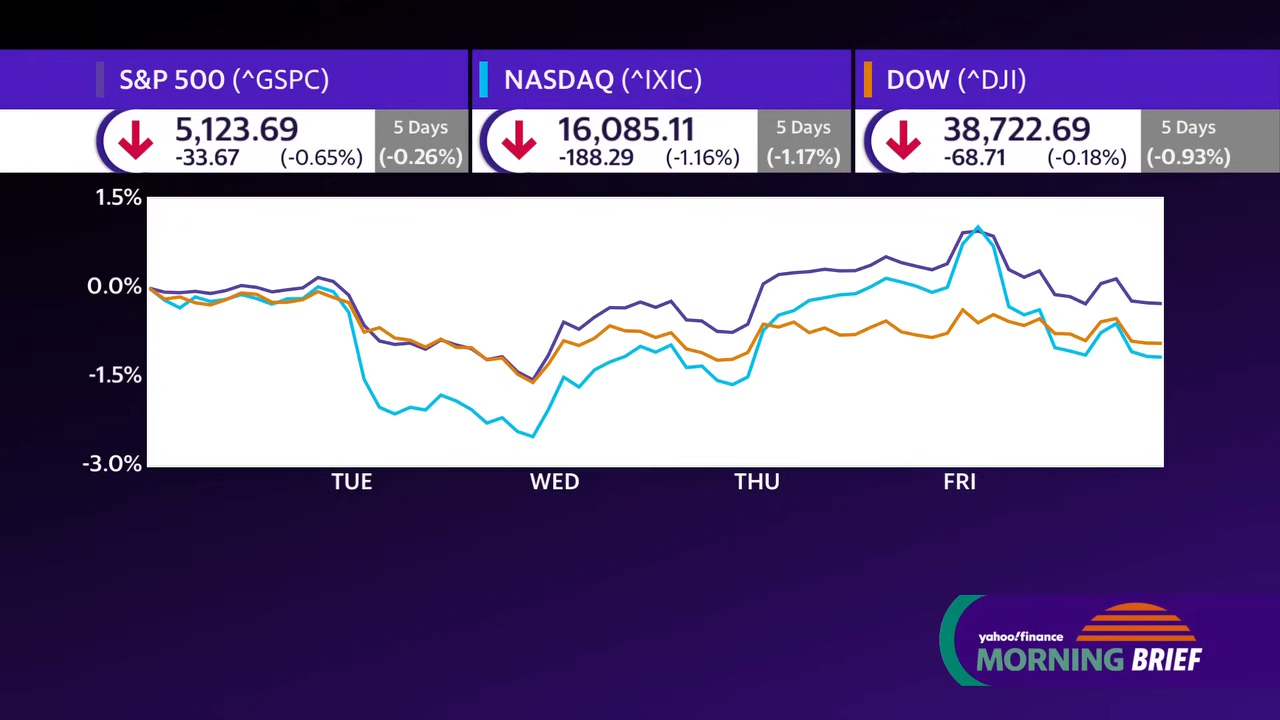 S&P 500 (^GSPC)
5,123.69
-33.67 (-0.65%)
5 Days
(-0.26%)
NASDAQ (^IXIC)
16,085.11
-188.29 (-1.16%)
5 Days
(-1.17%)
DOW (^DJI)
38,722.69
-68.71 (-0.18%)
5 Days
(-0.93%)
1.5%
0.0%
-1.5%
-3.0%
TUE WED THU FRI
yahoo!finance
MORNING BRIEF